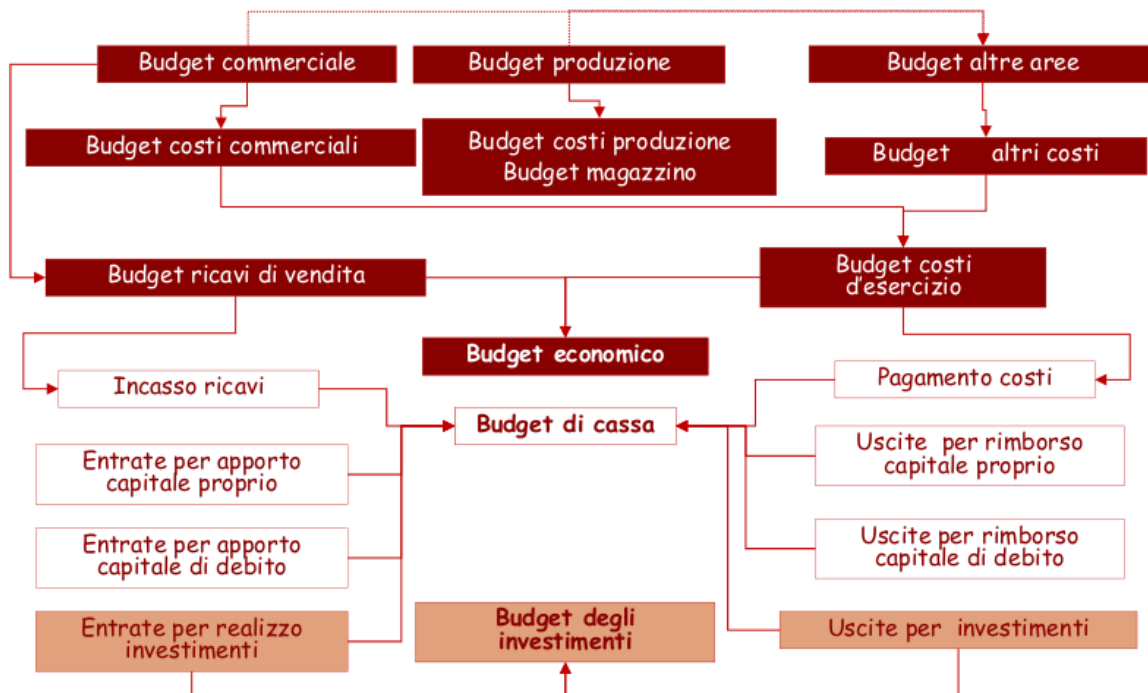 Budget commerciale
Budget produzione
Budget altre aree
Budget costi commerciali
Budget costi produzione
Budget magazzino
Budget altri costi
Budget ricavi di vendita
Budget costi
d'esercizio
Budget economico
Incasso ricavi
Pagamento costi
Budget di cassa
Entrate per apporto
capitale proprio
Uscite per rimborso
capitale proprio
Entrate per apporto
capitale di debito
Uscite per rimborso
capitale di debito
Entrate per realizzo
investimenti
Budget degli
investimenti
Uscite per investimenti